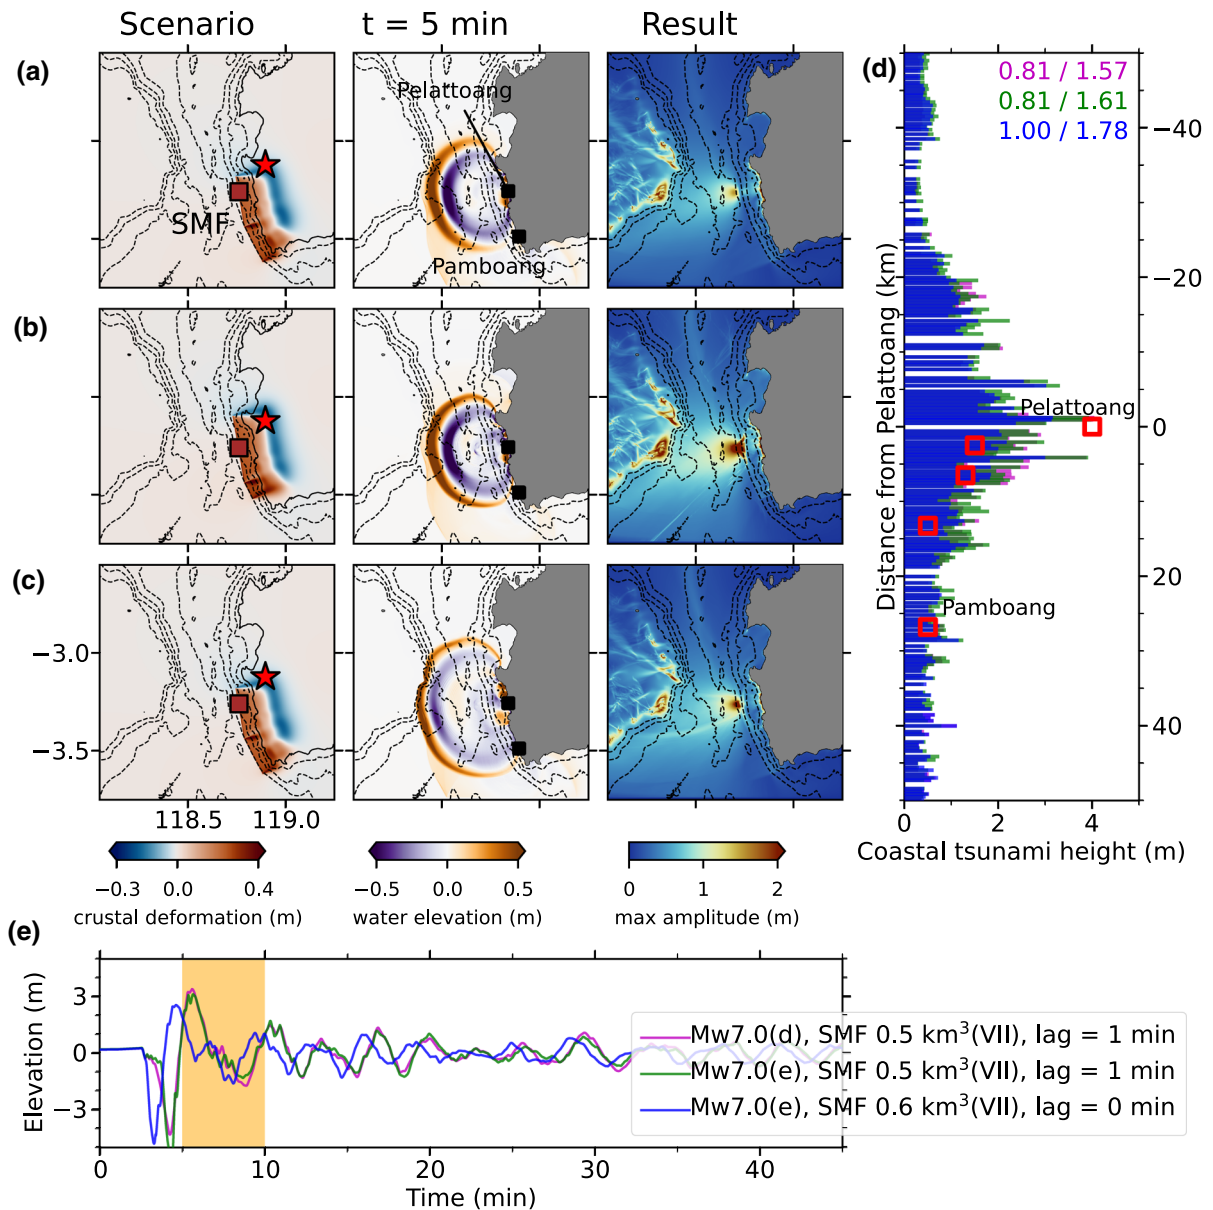 Scenario
t = 5 min
Result
(a)
Pelattoang
SMF
Pamboang
(b)
(c)
−3.0
−3.5
118.5 119.0
−0.3 0.0 0.4
crustal deformation (m)
−0.5 0.0 0.5
water elevation (m)
0 1 2
max amplitude (m)
(d)
0.81 / 1.57
0.81 / 1.61
1.00 / 1.78
Distance from Pelattoang (km)
−40
−20
Pelattoang
0
20
Pamboang
40
0 2 4
Coastal tsunami height (m)
(e)
Elevation (m)
3
0
−3
Mw7.0(d), SMF 0.5 km³(VII), lag = 1 min
Mw7.0(e), SMF 0.5 km³(VII), lag = 1 min
Mw7.0(e), SMF 0.6 km³(VII), lag = 0 min
0 10 20 30 40
Time (min)